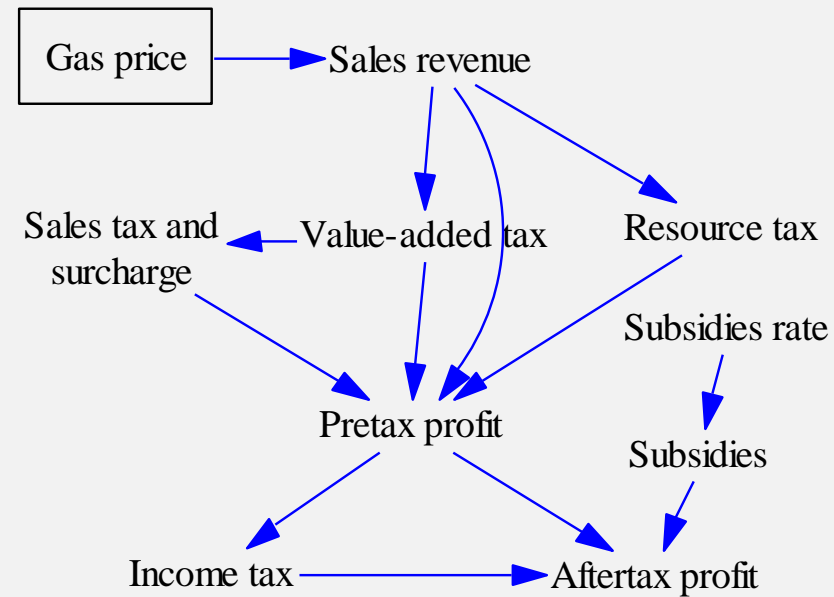 Gas price
Sales revenue
Sales tax and
surcharge
Value-added tax
Resource tax
Subsidies rate
Pretax profit
Subsidies
Income tax
Aftertax profit